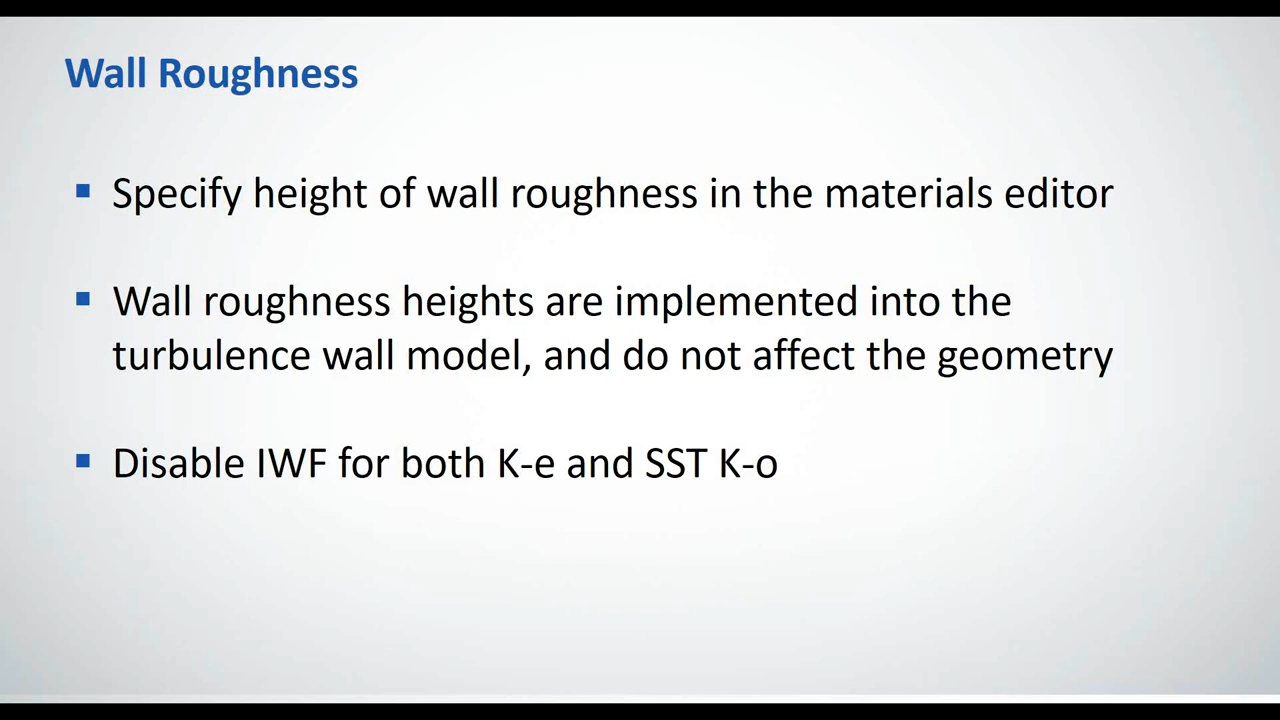 Wall Roughness
Specify height of wall roughness in the materials editor
Wall roughness heights are implemented into the
turbulence wall model, and do not affect the geometry
Disable IWF for both K-e and SST K-o